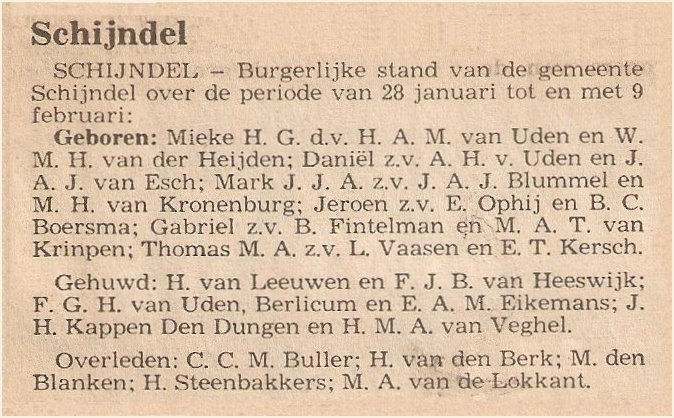 Schijndel
SCHIJNDEL – Burgerlijke stand van de gemeente
Schijndel over de periode van 28 januari tot en met 9
februari:
Geboren: Mieke H. G. d.v. H. A. M. van Uden en W.
M. H. van der Heijden; Daniël z.v. A. H. v. Uden en J.
A. J. van Esch; Mark J. J. A. z.v. J. A. J. Blummel en
M. H. van Kronenburg; Jeroen z.v. E. Ophij en B. C.
Boersma; Gabriel z.v. B. Fintelman en M. A. T. van
Krinpen; Thomas M. A. z.v. L. Vaasen en E. T. Kersch.
Gehuwd: H. van Leeuwen en F. J. B. van Heeswijk;
F. G. H. van Uden, Berlicum en E. A. M. Eikemans; J.
H. Kappen Den Dungen en H. M. A. van Veghel.
Overleden: C. C. M. Buller; H. van den Berk; M. den
Blanken; H. Steenbakkers; M. A. van de Lokkant.